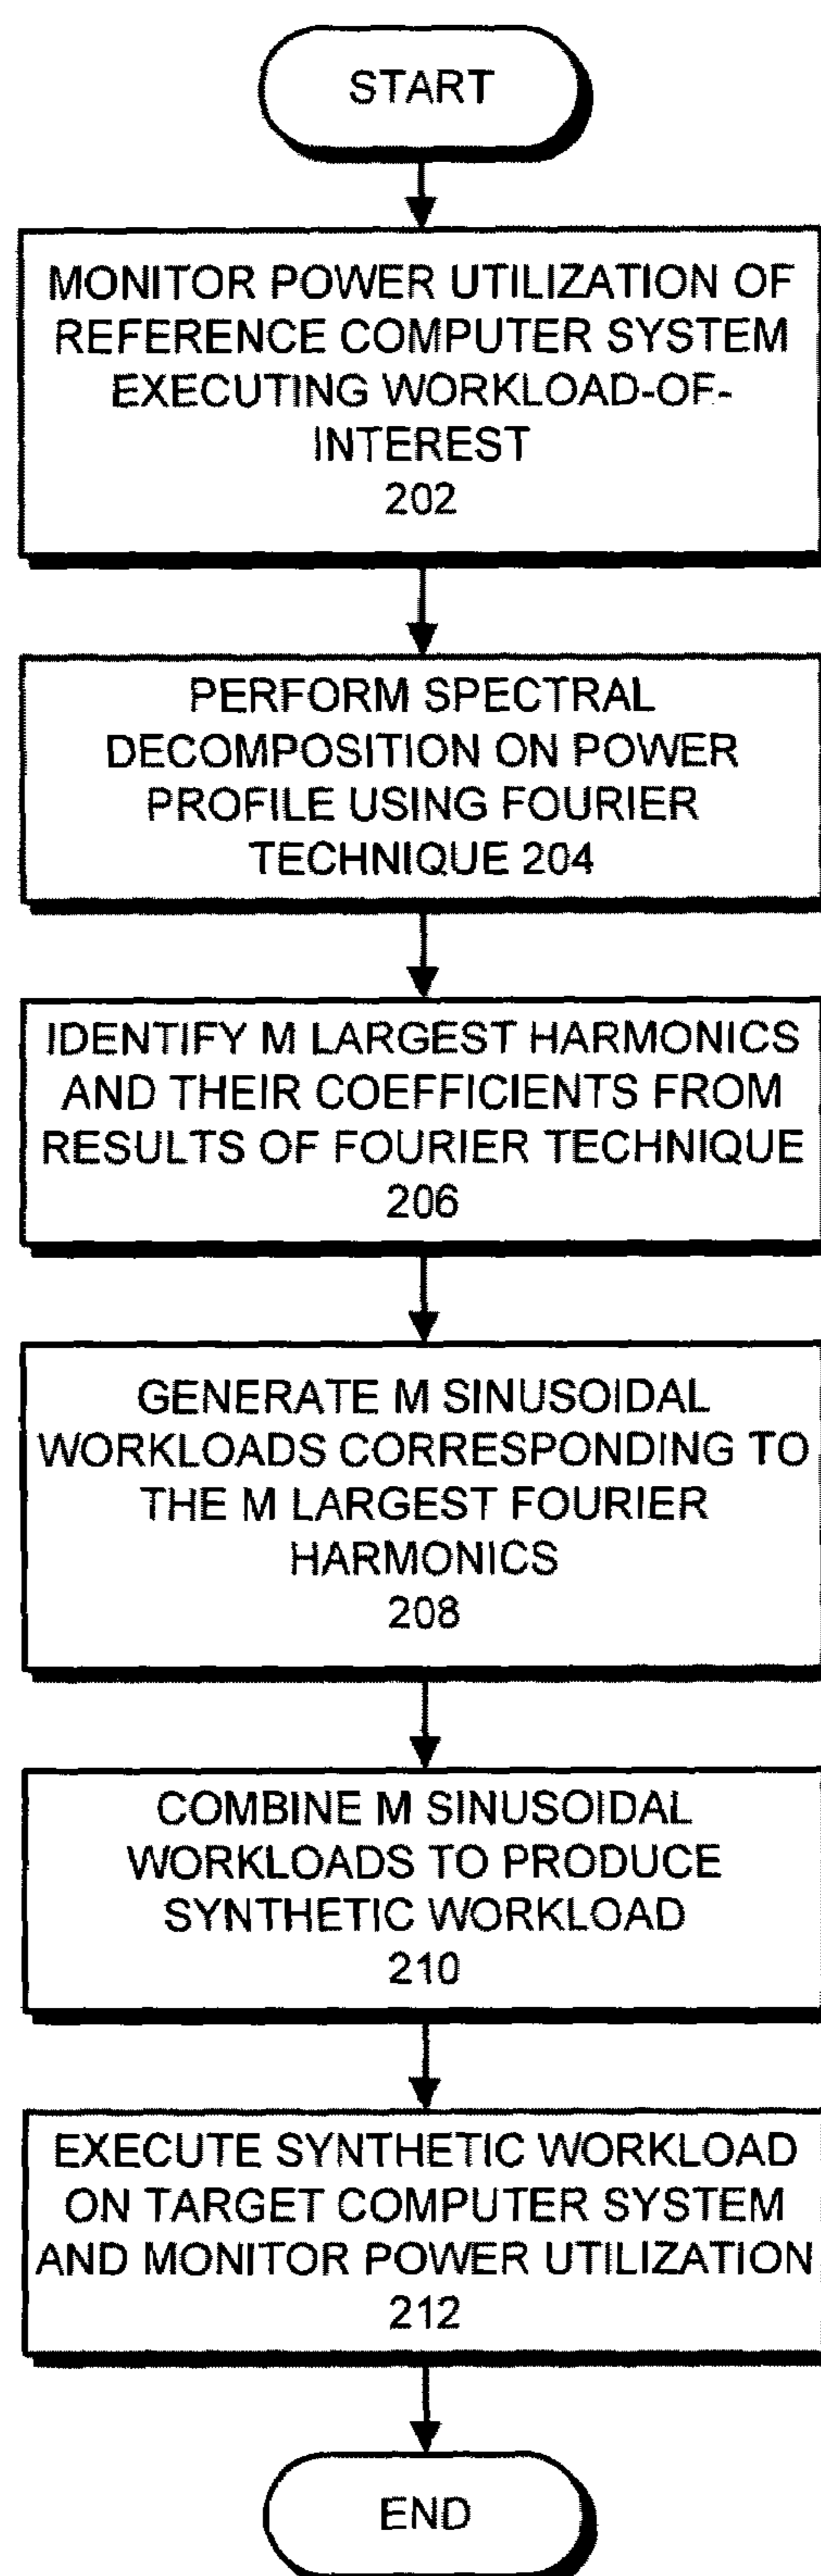 START
MONITOR POWER UTILIZATION OF
REFERENCE COMPUTER SYSTEM
EXECUTING WORKLOAD-OF-
INTEREST
202
PERFORM SPECTRAL
DECOMPOSITION ON POWER
PROFILE USING FOURIER
TECHNIQUE 204
IDENTIFY M LARGEST HARMONICS
AND THEIR COEFFICIENTS FROM
RESULTS OF FOURIER TECHNIQUE
206
GENERATE M SINUSOIDAL
WORKLOADS CORRESPONDING TO
THE M LARGEST FOURIER
HARMONICS
208
COMBINE M SINUSOIDAL
WORKLOADS TO PRODUCE
SYNTHETIC WORKLOAD
210
EXECUTE SYNTHETIC WORKLOAD
ON TARGET COMPUTER SYSTEM
AND MONITOR POWER UTILIZATION
212
END